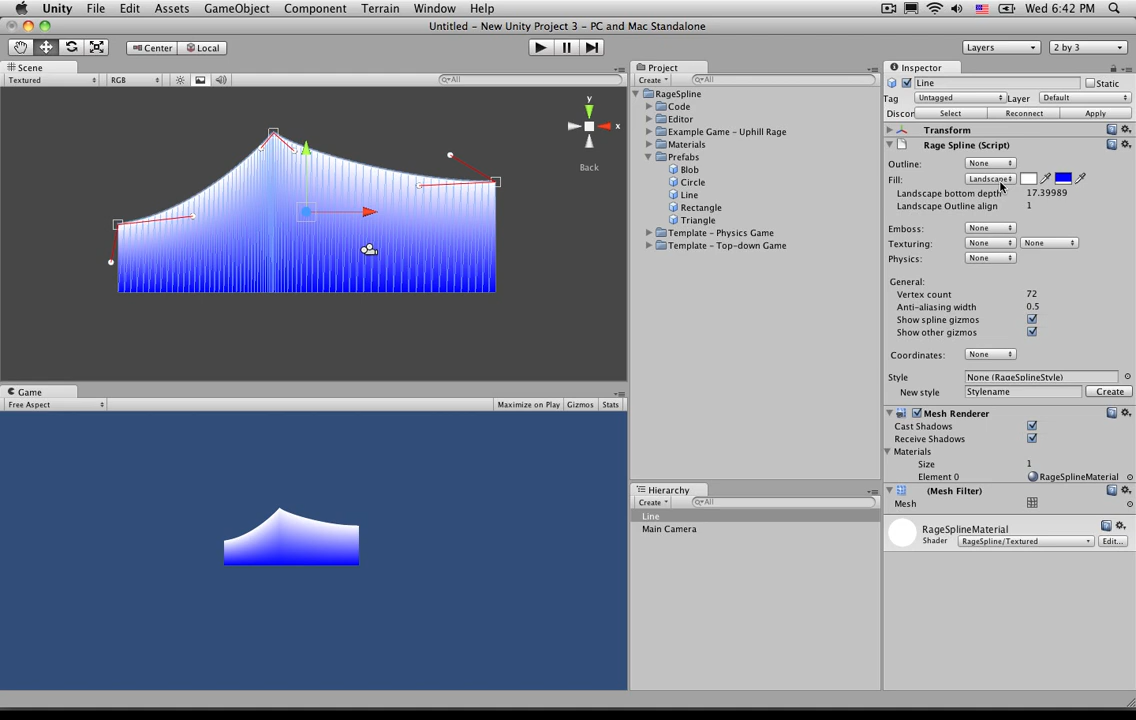 Unity File Edit Assets GameObject Component Terrain Window Help Wed 6:42 PM
Untitled - New Unity Project 3 - PC and Mac Standalone
Center Local Layers 2 by 3
Scene
Textured RGB All
y
x
Back
Game
Free Aspect Maximize on Play Gizmos Stats
Project
Create All
RageSpline
Code
Editor
Example Game - Uphill Rage
Materials
Prefabs
Blob
Circle
Line
Rectangle
Triangle
Template - Physics Game
Template - Top-down Game
Hierarchy
Create All
Line
Main Camera
Inspector
Line Static
Tag Untagged Layer Default
Discon Select Reconnect Apply
Transform
Rage Spline (Script)
Outline: None
Fill: Landscape
Landscape bottom depth 17.39989
Landscape Outline align 1
Emboss: None
Texturing: None None
Physics: None
General:
Vertex count 72
Anti-aliasing width 0.5
Show spline gizmos
Show other gizmos
Coordinates: None
Style None (RageSplineStyle)
New style Stylename Create
Mesh Renderer
Cast Shadows
Receive Shadows
Materials
Size 1
Element 0 RageSplineMaterial
(Mesh Filter)
Mesh
RageSplineMaterial
Shader RageSpline/Textured Edit...